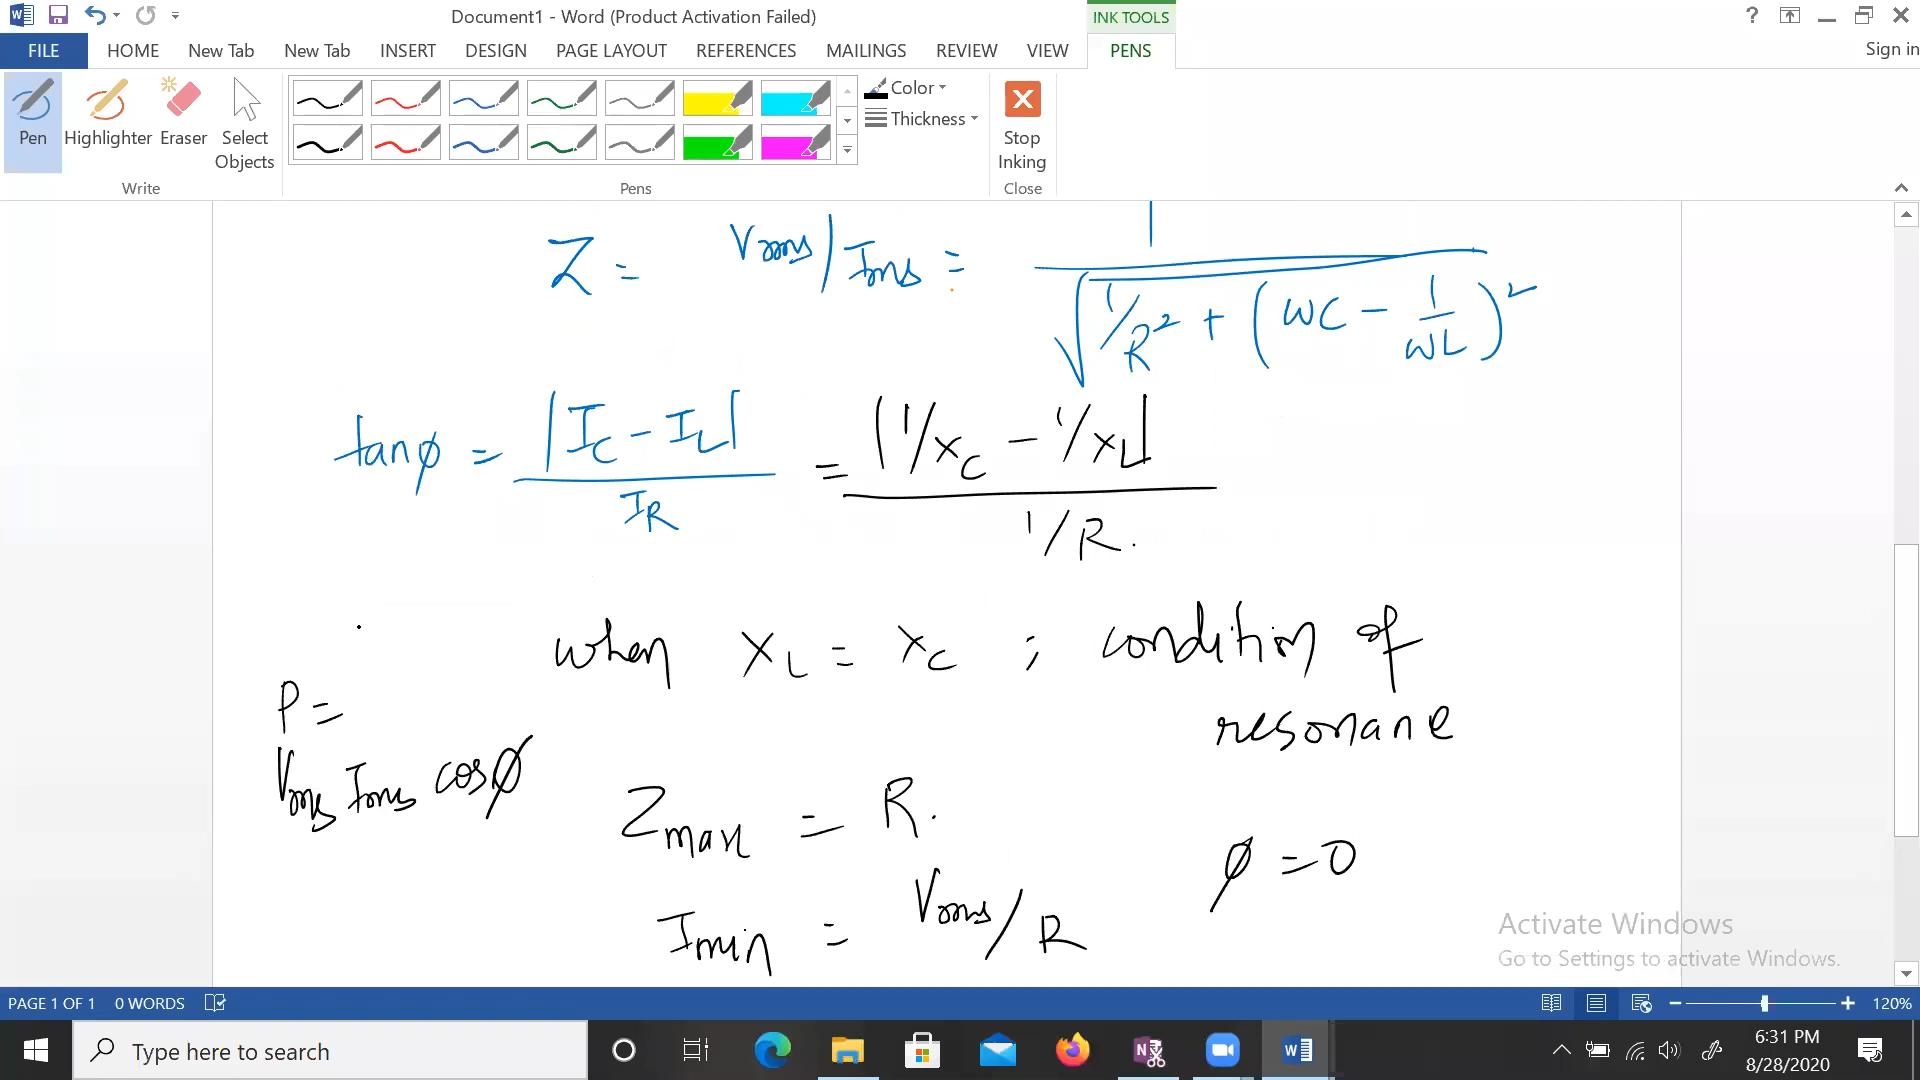 Document1 - Word (Product Activation Failed)
INK TOOLS
?
FILE HOME New Tab New Tab INSERT DESIGN PAGE LAYOUT REFERENCES MAILINGS REVIEW VIEW PENS
Sign in
Pen Highlighter Eraser Select Objects
Color
Thickness
Stop Inking
Write
Pens
Close
Z = Vrms/Irms = 1 / √(1/R² + (ωC − 1/ωL)²)
tanφ = |IC − IL| / IR = |1/XC − 1/XL| / 1/R.
when XL = XC ; condition of
resonane
P =
Vrms Irms cosφ
Zmax = R.
φ = 0
Imin = Vrms/R
Activate Windows
Go to Settings to activate Windows.
PAGE 1 OF 1 0 WORDS
120%
Type here to search
6:31 PM
8/28/2020